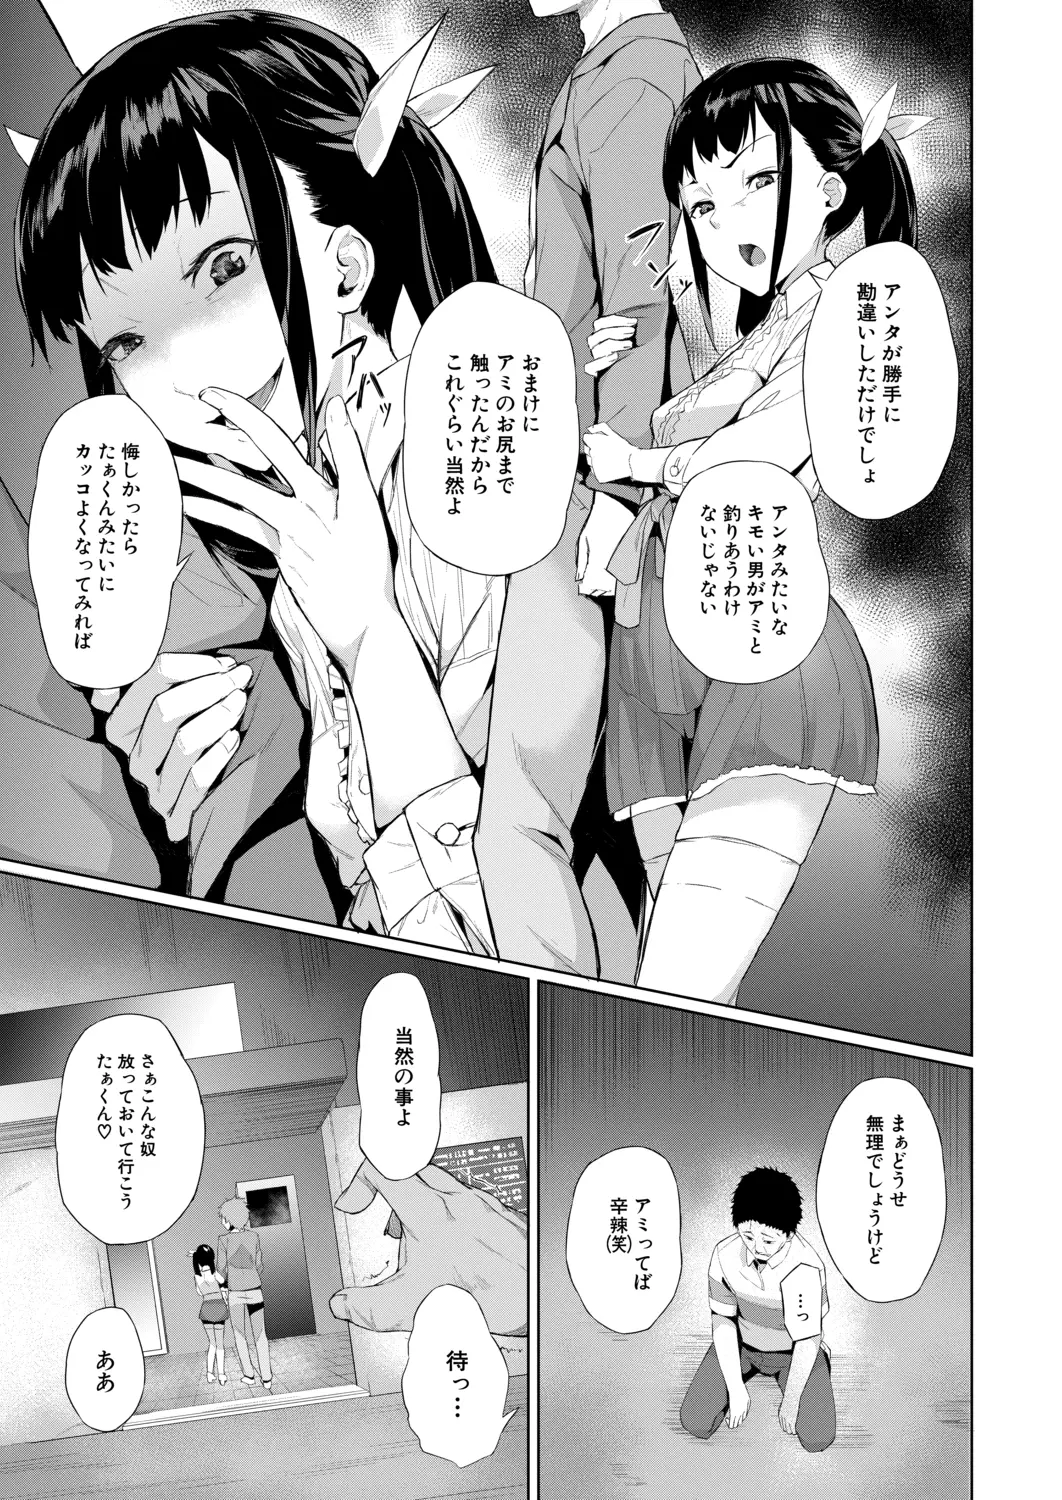 アンタが勝手に
勘違いしただけでしょ
アンタみたいな
キモい男がアミと
釣りあうわけ
ないじゃない
おまけに
アミのお尻まで
触ったんだから
これぐらい当然よ
悔しかったら
たぁくんみたいに
カッコよくなってみれば
まぁどうせ
無理でしょうけど
…っ
アミってば
辛辣(笑)
当然の事よ
待っ…
さぁこんな奴
放っておいて行こう
たぁくん♡
ああ